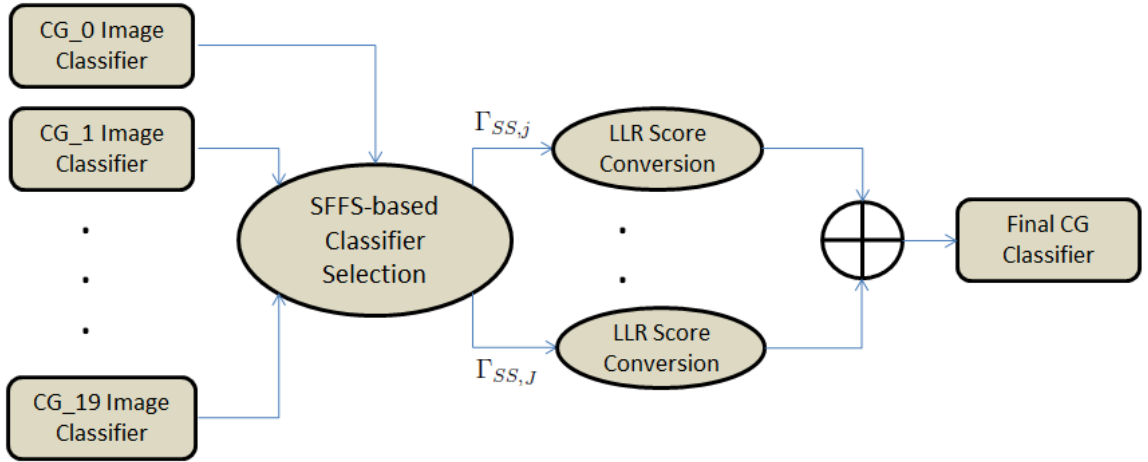 CG_0 Image
Classifier
CG_1 Image
Classifier
CG_19 Image
Classifier
SFFS-based
Classifier
Selection
Γ_{SS,j}
LLR Score
Conversion
Γ_{SS,J}
LLR Score
Conversion
Final CG
Classifier